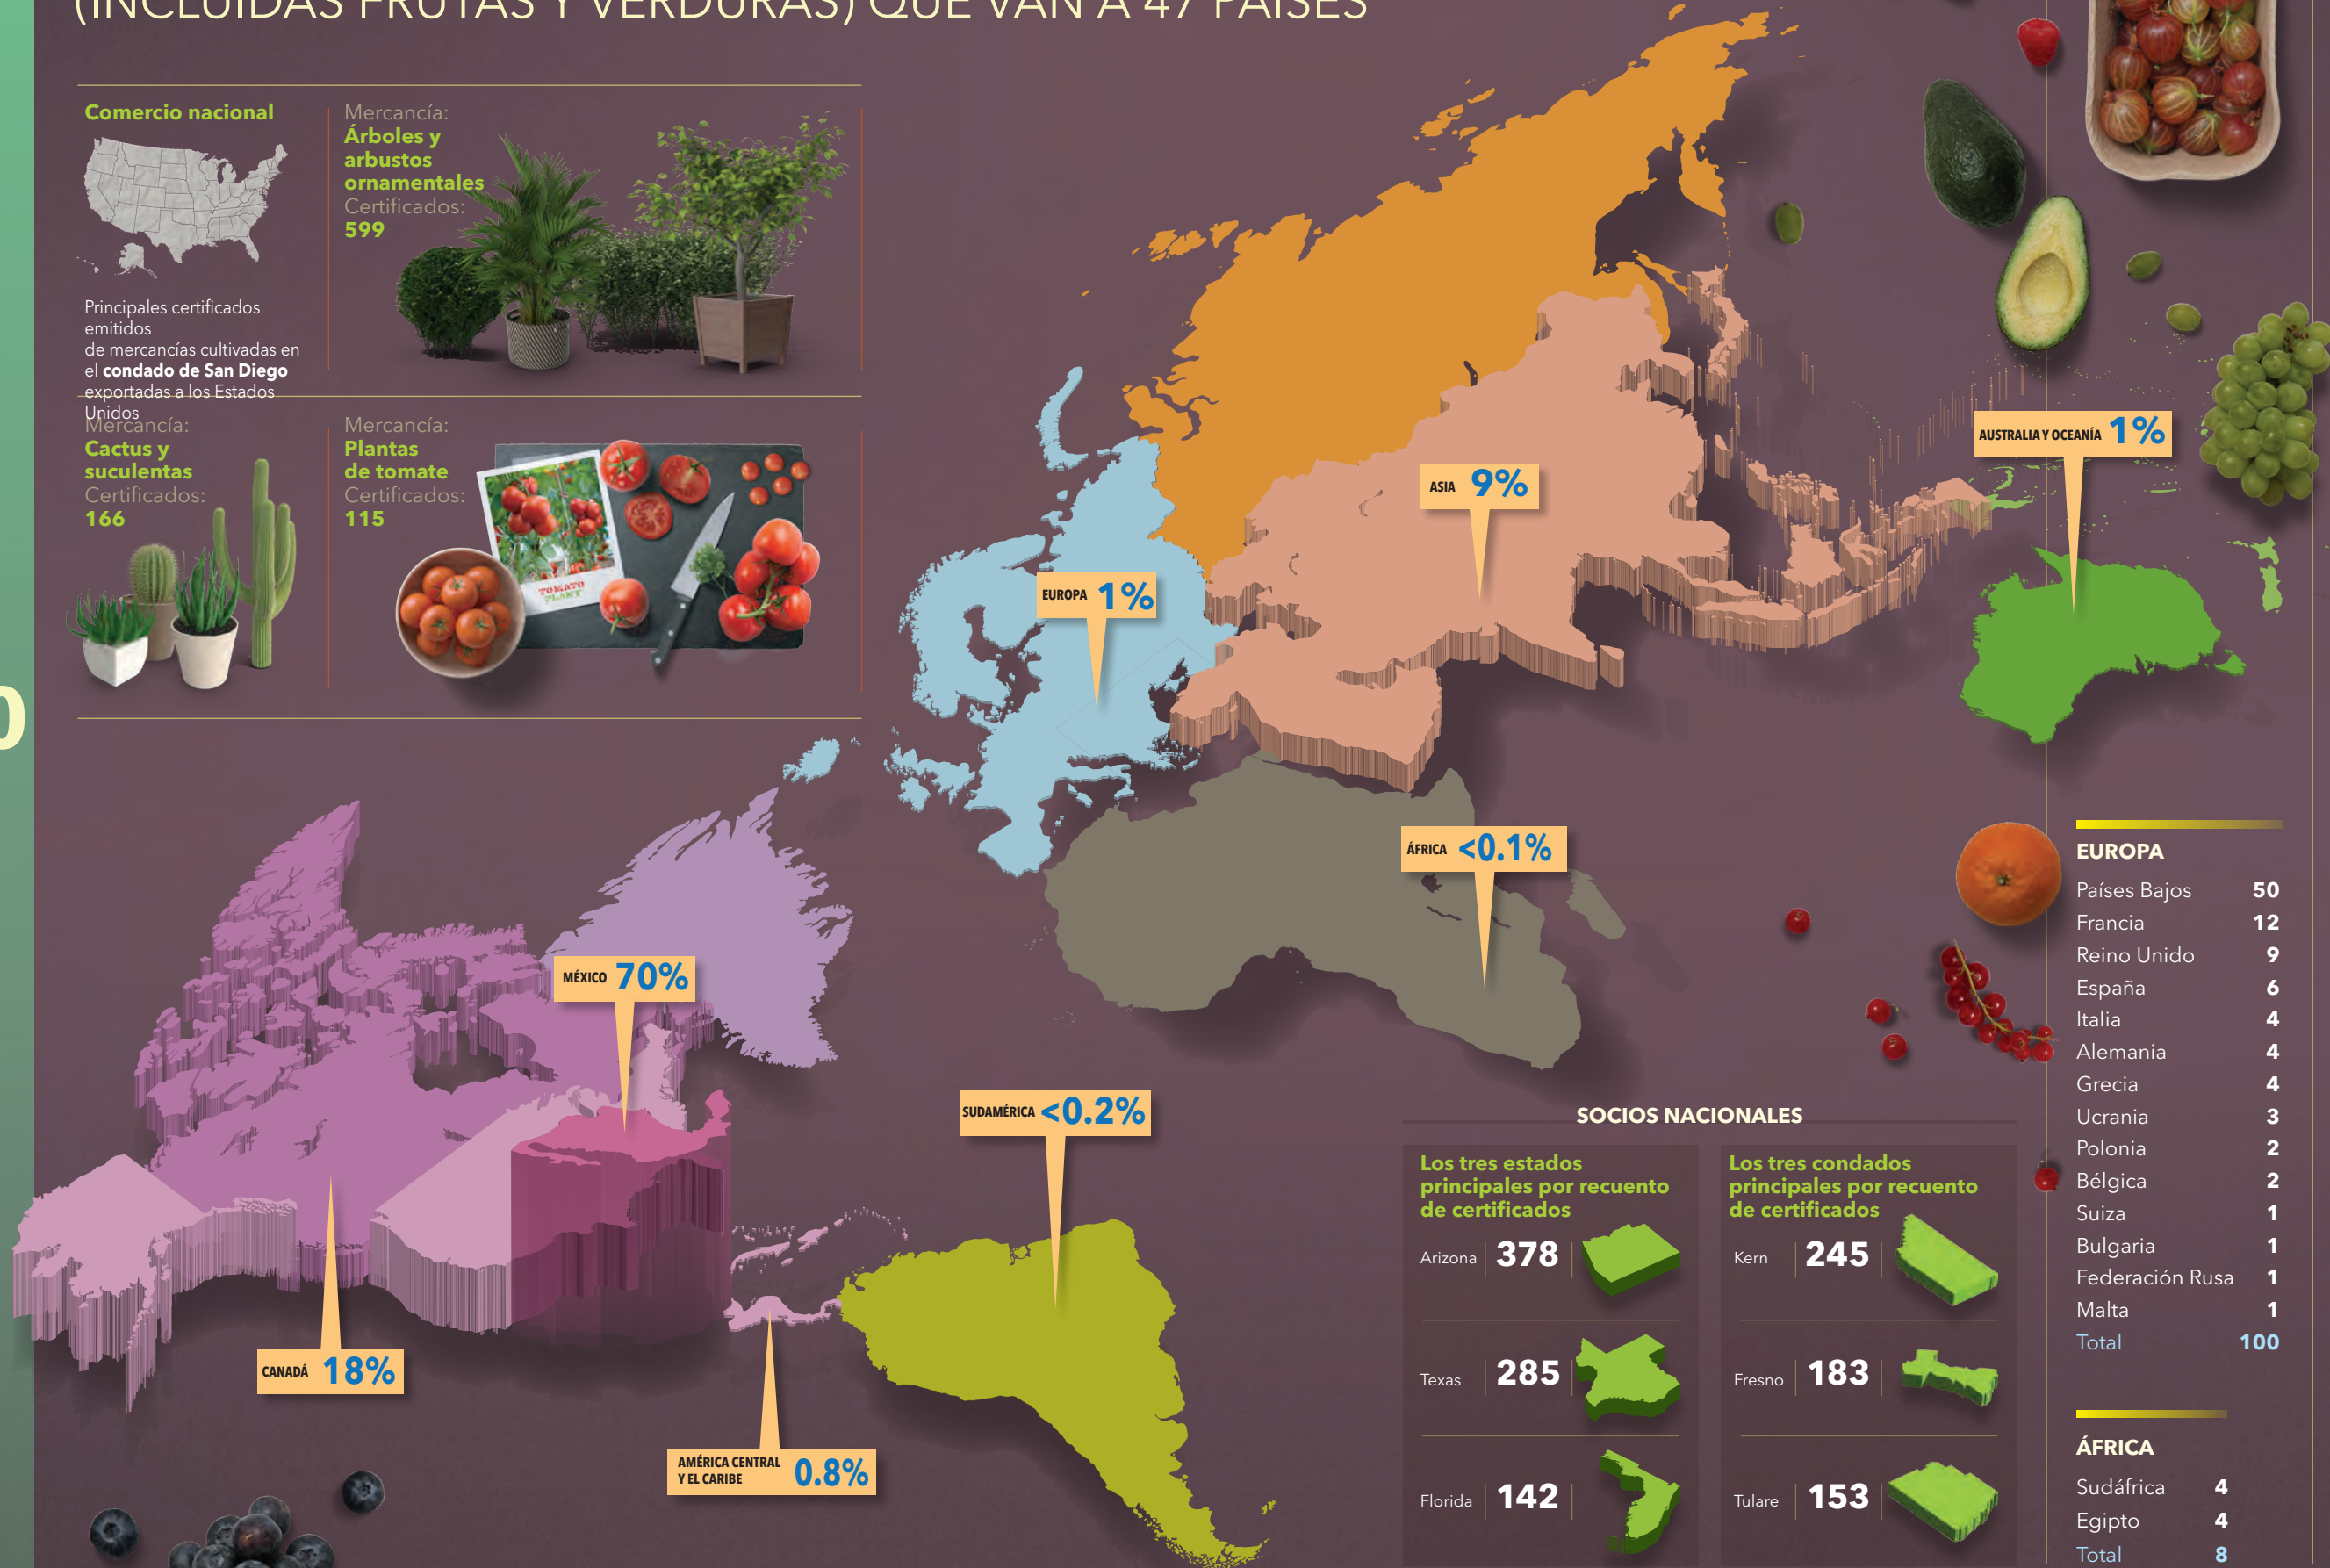 (INCLUIDAS FRUTAS Y VERDURAS) QUE VAN A 47 PAÍSES
Comercio nacional
Principales certificados
emitidos
de mercancías cultivadas en
el condado de San Diego
exportadas a los Estados
Unidos
Mercancía:
Árboles y
arbustos
ornamentales
Certificados:
599
Mercancía:
Cactus y
suculentas
Certificados:
166
Mercancía:
Plantas
de tomate
Certificados:
115
TOMATO
PLANT
0
AUSTRALIA Y OCEANÍA 1%
ASIA 9%
EUROPA 1%
ÁFRICA <0.1%
MÉXICO 70%
SUDAMÉRICA <0.2%
CANADÁ 18%
AMÉRICA CENTRAL
Y EL CARIBE 0.8%
SOCIOS NACIONALES
Los tres estados
principales por recuento
de certificados
Arizona 378
Texas 285
Florida 142
Los tres condados
principales por recuento
de certificados
Kern 245
Fresno 183
Tulare 153
EUROPA
Países Bajos 50
Francia 12
Reino Unido 9
España 6
Italia 4
Alemania 4
Grecia 4
Ucrania 3
Polonia 2
Bélgica 2
Suiza 1
Bulgaria 1
Federación Rusa 1
Malta 1
Total 100
ÁFRICA
Sudáfrica 4
Egipto 4
Total 8